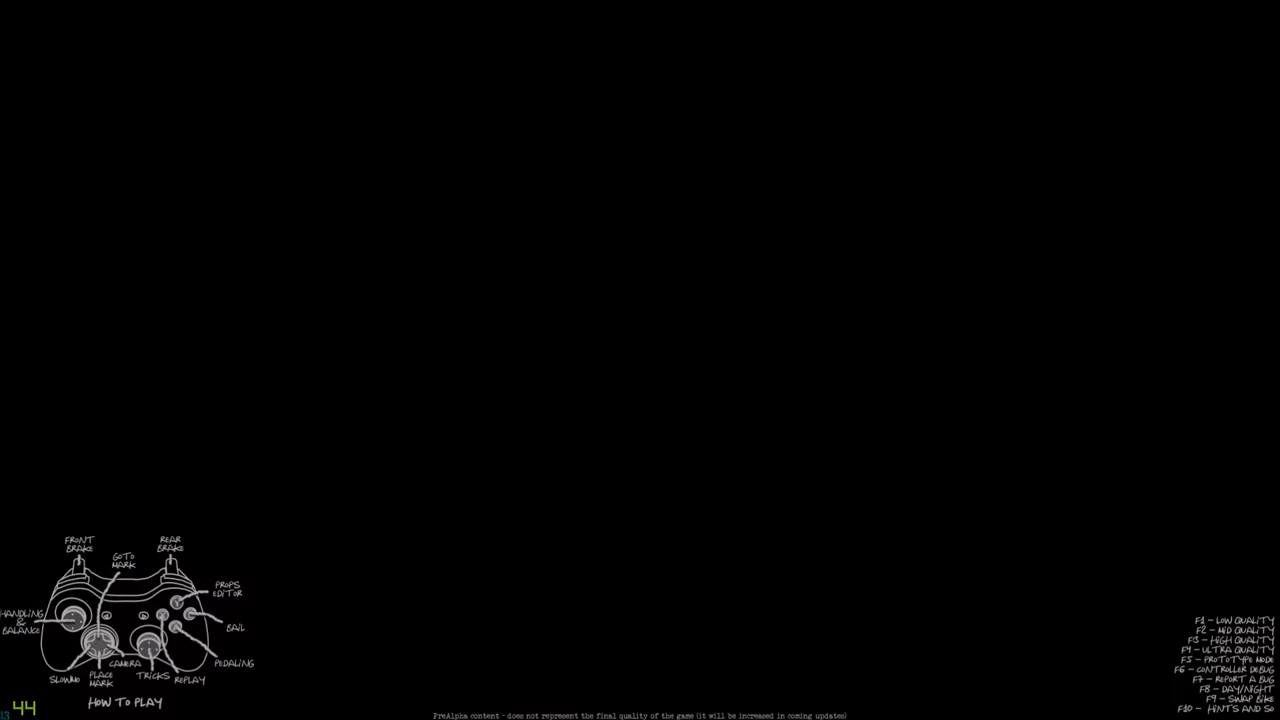 FRONT
BRAKE
REAR
BRAKE
GOTO
MARK
PROPS
EDITOR
HANDLING
&
BALANCE
BAIL
PEDALING
CAMERA
SLOWMO
PLACE
MARK
TRICKS
REPLAY
HOW TO PLAY
44
13
F1 - LOW QUALITY
F2 - MID QUALITY
F3 - HIGH QUALITY
F4 - ULTRA QUALITY
F5 - PROTOTYPE MODE
F6 - CONTROLLER DEBUG
F7 - REPORT A BUG
F8 - DAY/NIGHT
F9 - SWAP BIKE
F10 - HINTS AND SO
PreAlpha content - does not represent the final quality of the game (it will be increased in coming updates)